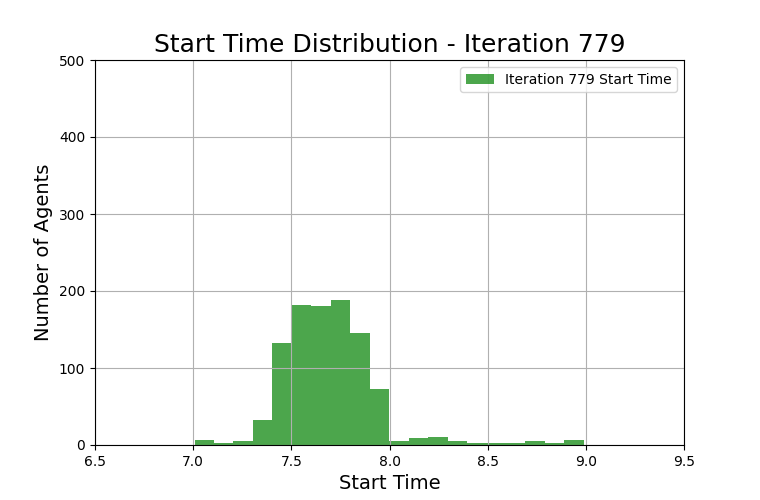 Start Time Distribution - Iteration 779
Iteration 779 Start Time
500
400
300
200
100
0
Number of Agents
6.5 7.0 7.5 8.0 8.5 9.0 9.5
Start Time